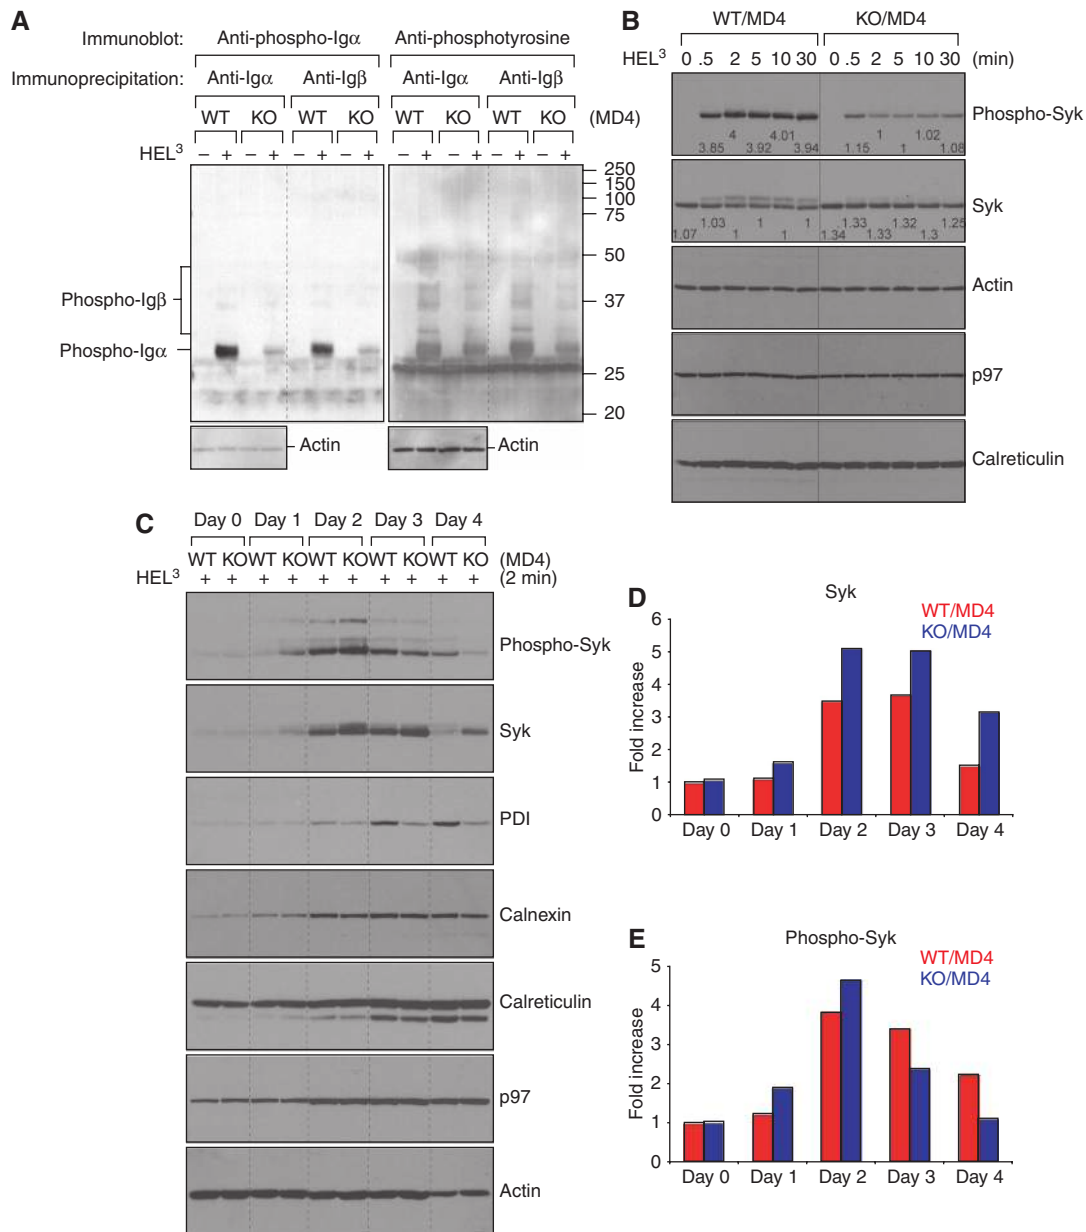 A
Immunoblot: Anti-phospho-Igα Anti-phosphotyrosine
Immunoprecipitation: Anti-Igα Anti-Igβ Anti-Igα Anti-Igβ
WT KO WT KO WT KO WT KO (MD4)
HEL3 – + – + – + – + – + – + – + – +
250
150
100
75
50
37
25
20
Phospho-Igβ
Phospho-Igα
Actin
Actin
B
WT/MD4 KO/MD4
HEL3 0 .5 2 5 10 30 0 .5 2 5 10 30 (min)
Phospho-Syk
4 4.01 1 1.02
3.85 3.92 3.94 1.15 1 1.08
Syk
1.03 1 1 1.33 1.32 1.25
1.07 1 1 1.34 1.33 1.3
Actin
p97
Calreticulin
C
Day 0 Day 1 Day 2 Day 3 Day 4
WT KO WT KO WT KO WT KO WT KO (MD4)
HEL3 + + + + + + + + + + (2 min)
Phospho-Syk
Syk
PDI
Calnexin
Calreticulin
p97
Actin
D
Syk
WT/MD4
KO/MD4
Fold increase
6
5
4
3
2
1
0
Day 0 Day 1 Day 2 Day 3 Day 4
E
Phospho-Syk
WT/MD4
KO/MD4
Fold increase
5
4
3
2
1
0
Day 0 Day 1 Day 2 Day 3 Day 4